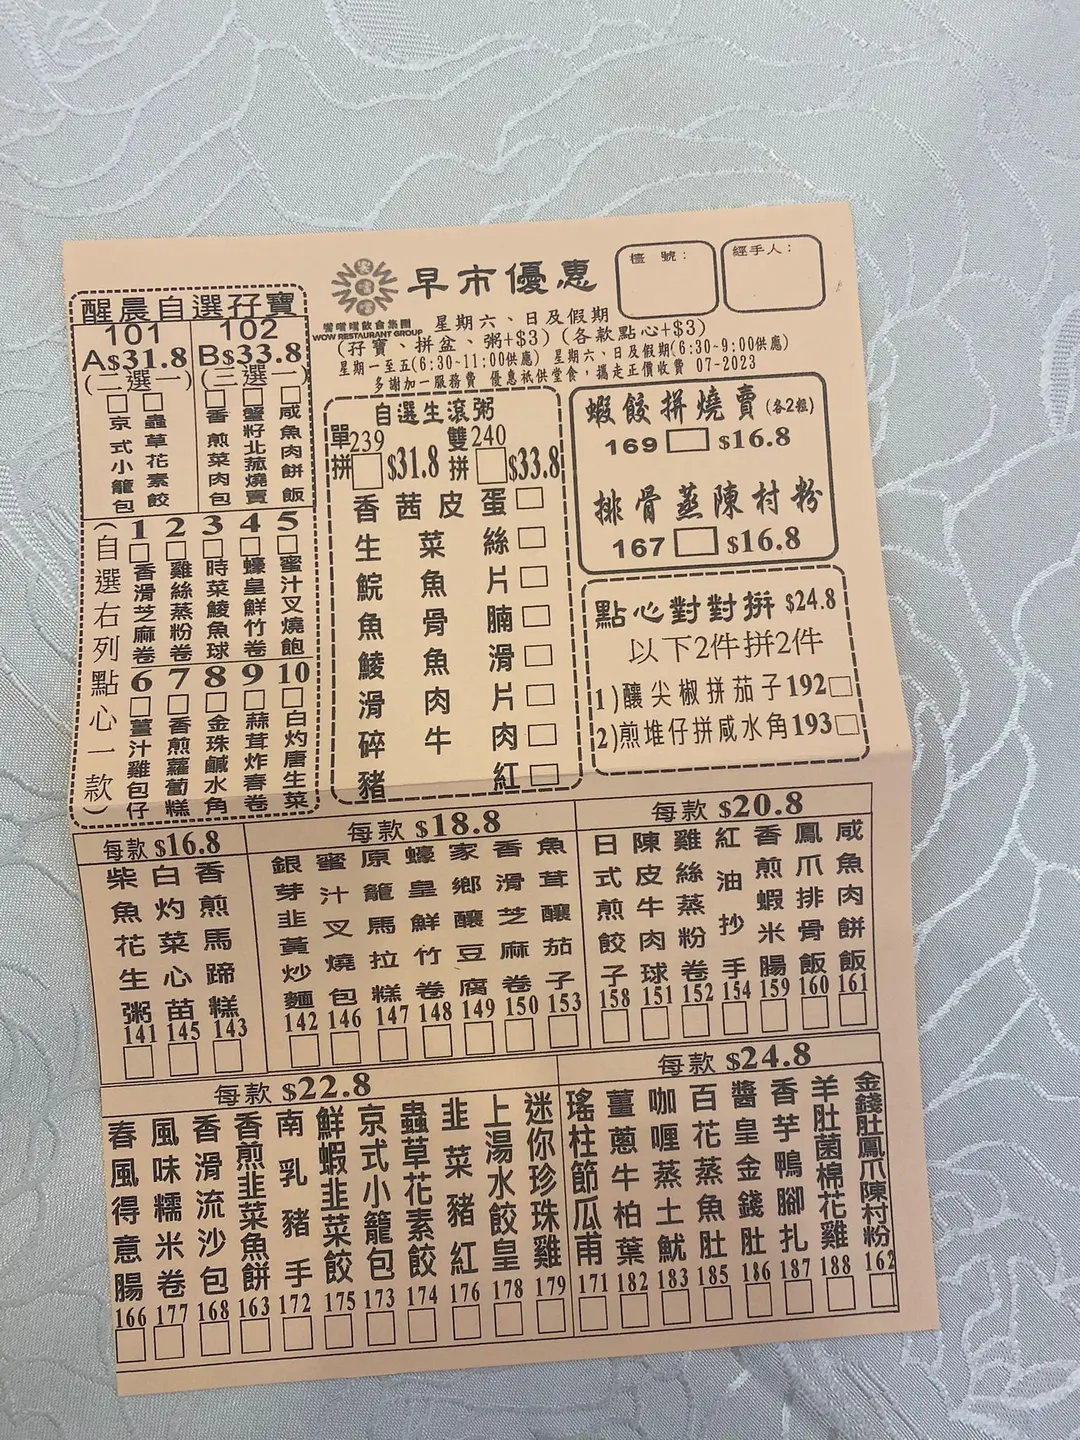 早市優惠
檯號：
經手人：
噹噹噹飲食集團
WOW RESTAURANT GROUP
星期六、日及假期
(孖寶、拼盆、粥+$3) (各款點心+$3)
星期一至五(6:30~11:00供應) 星期六、日及假期(6:30~9:00供應)
多謝加一服務費 優惠祇供堂食，攜走正價收費 07-2023
醒晨自選孖寶
101
A$31.8
(二選一)
京式小籠包
蟲草花素餃
102
B$33.8
(三選一)
香煎菜肉包
蟹籽北菰燒賣
咸魚肉餅飯
(自選右列點心一款)
1 香滑芝麻卷
2 雞絲蒸粉卷
3 時菜鯪魚球
4 蠔皇鮮竹卷
5 蜜汁叉燒飽
6 薑汁雞包仔
7 香煎蘿蔔糕
8 金珠鹹水角
9 蒜茸炸春卷
10 白灼唐生菜
自選生滾粥
單拼 239 $31.8
雙拼 240 $33.8
香茜皮蛋
生菜絲
鯇魚片
魚骨腩
鯪魚滑
滑肉片
碎牛肉
豬紅
蝦餃拼燒賣(各2粒)
169 $16.8
排骨蒸陳村粉
167 $16.8
點心對對拼 $24.8
以下2件拼2件
1)釀尖椒拼茄子192
2)煎堆仔拼咸水角193
每款 $16.8
柴魚花生粥 141
白灼菜心苗 145
香煎馬蹄糕 143
每款 $18.8
銀芽韭黃炒麵 142
蜜汁叉燒包 146
原籠馬拉糕 147
蠔皇鮮竹卷 148
家鄉釀豆腐 149
香滑芝麻卷 150
魚茸釀茄子 153
每款 $20.8
日式煎餃子 158
陳皮牛肉球 151
雞絲蒸粉卷 152
紅油抄手 154
香煎蝦米腸 159
鳳爪排骨飯 160
咸魚肉餅飯 161
每款 $22.8
春風得意腸 166
風味糯米卷 177
香滑流沙包 168
香煎韭菜魚餅 163
南乳豬手 172
鮮蝦韭菜餃 175
京式小籠包 173
蟲草花素餃 174
韭菜豬紅 176
上湯水餃皇 178
迷你珍珠雞 179
每款 $24.8
瑤柱節瓜甫 171
薑蔥牛柏葉 182
咖喱蒸土魷 183
百花蒸魚肚 185
醬皇金錢肚 186
香芋鴨腳扎 187
羊肚菌棉花雞 188
金錢肚鳳爪陳村粉 162